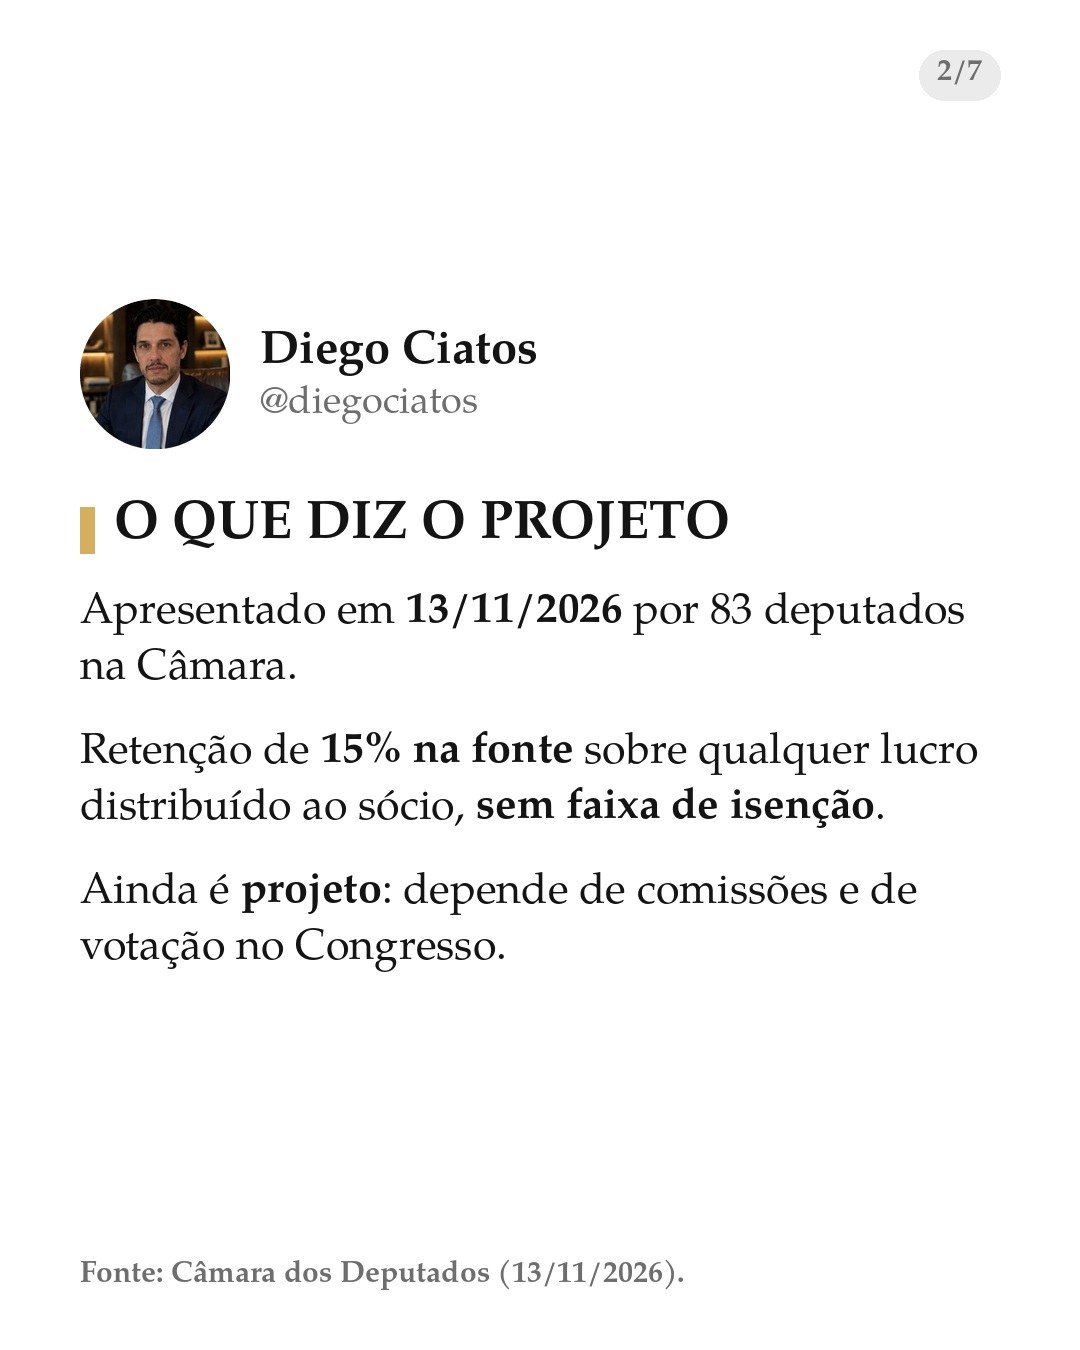 2/7
Diego Ciatos
@diegociatos
O QUE DIZ O PROJETO
Apresentado em 13/11/2026 por 83 deputados
na Câmara.
Retenção de 15% na fonte sobre qualquer lucro
distribuído ao sócio, sem faixa de isenção.
Ainda é projeto: depende de comissões e de
votação no Congresso.
Fonte: Câmara dos Deputados (13/11/2026).